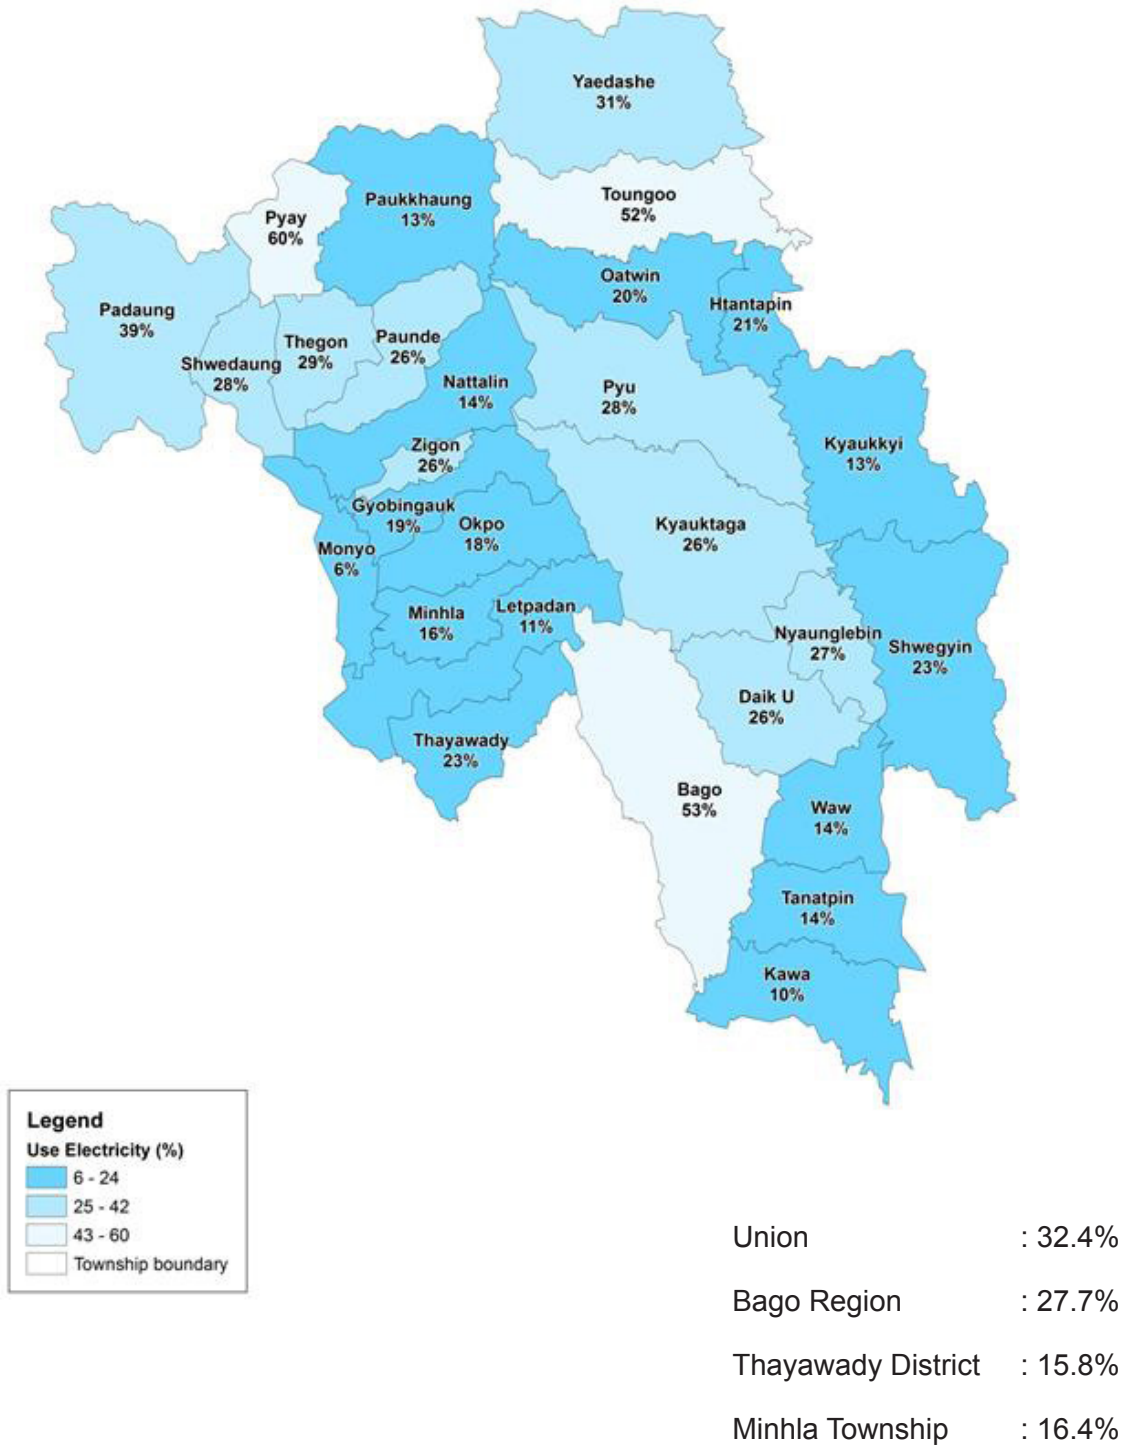 Yaedashe
31%
Toungoo
52%
Paukkhaung
13%
Pyay
60%
Oatwin
20%
Htantapin
21%
Padaung
39%
Shwedaung
28%
Thegon
29%
Paunde
26%
Nattalin
14%
Pyu
28%
Kyaukkyi
13%
Zigon
26%
Gyobingauk
19%
Okpo
18%
Kyauktaga
26%
Monyo
6%
Minhla
16%
Letpadan
11%
Nyaunglebin
27%
Shwegyin
23%
Daik U
26%
Thayawady
23%
Bago
53%
Waw
14%
Tanatpin
14%
Kawa
10%
Legend
Use Electricity (%)
6 - 24
25 - 42
43 - 60
Township boundary
Union : 32.4%
Bago Region : 27.7%
Thayawady District : 15.8%
Minhla Township : 16.4%